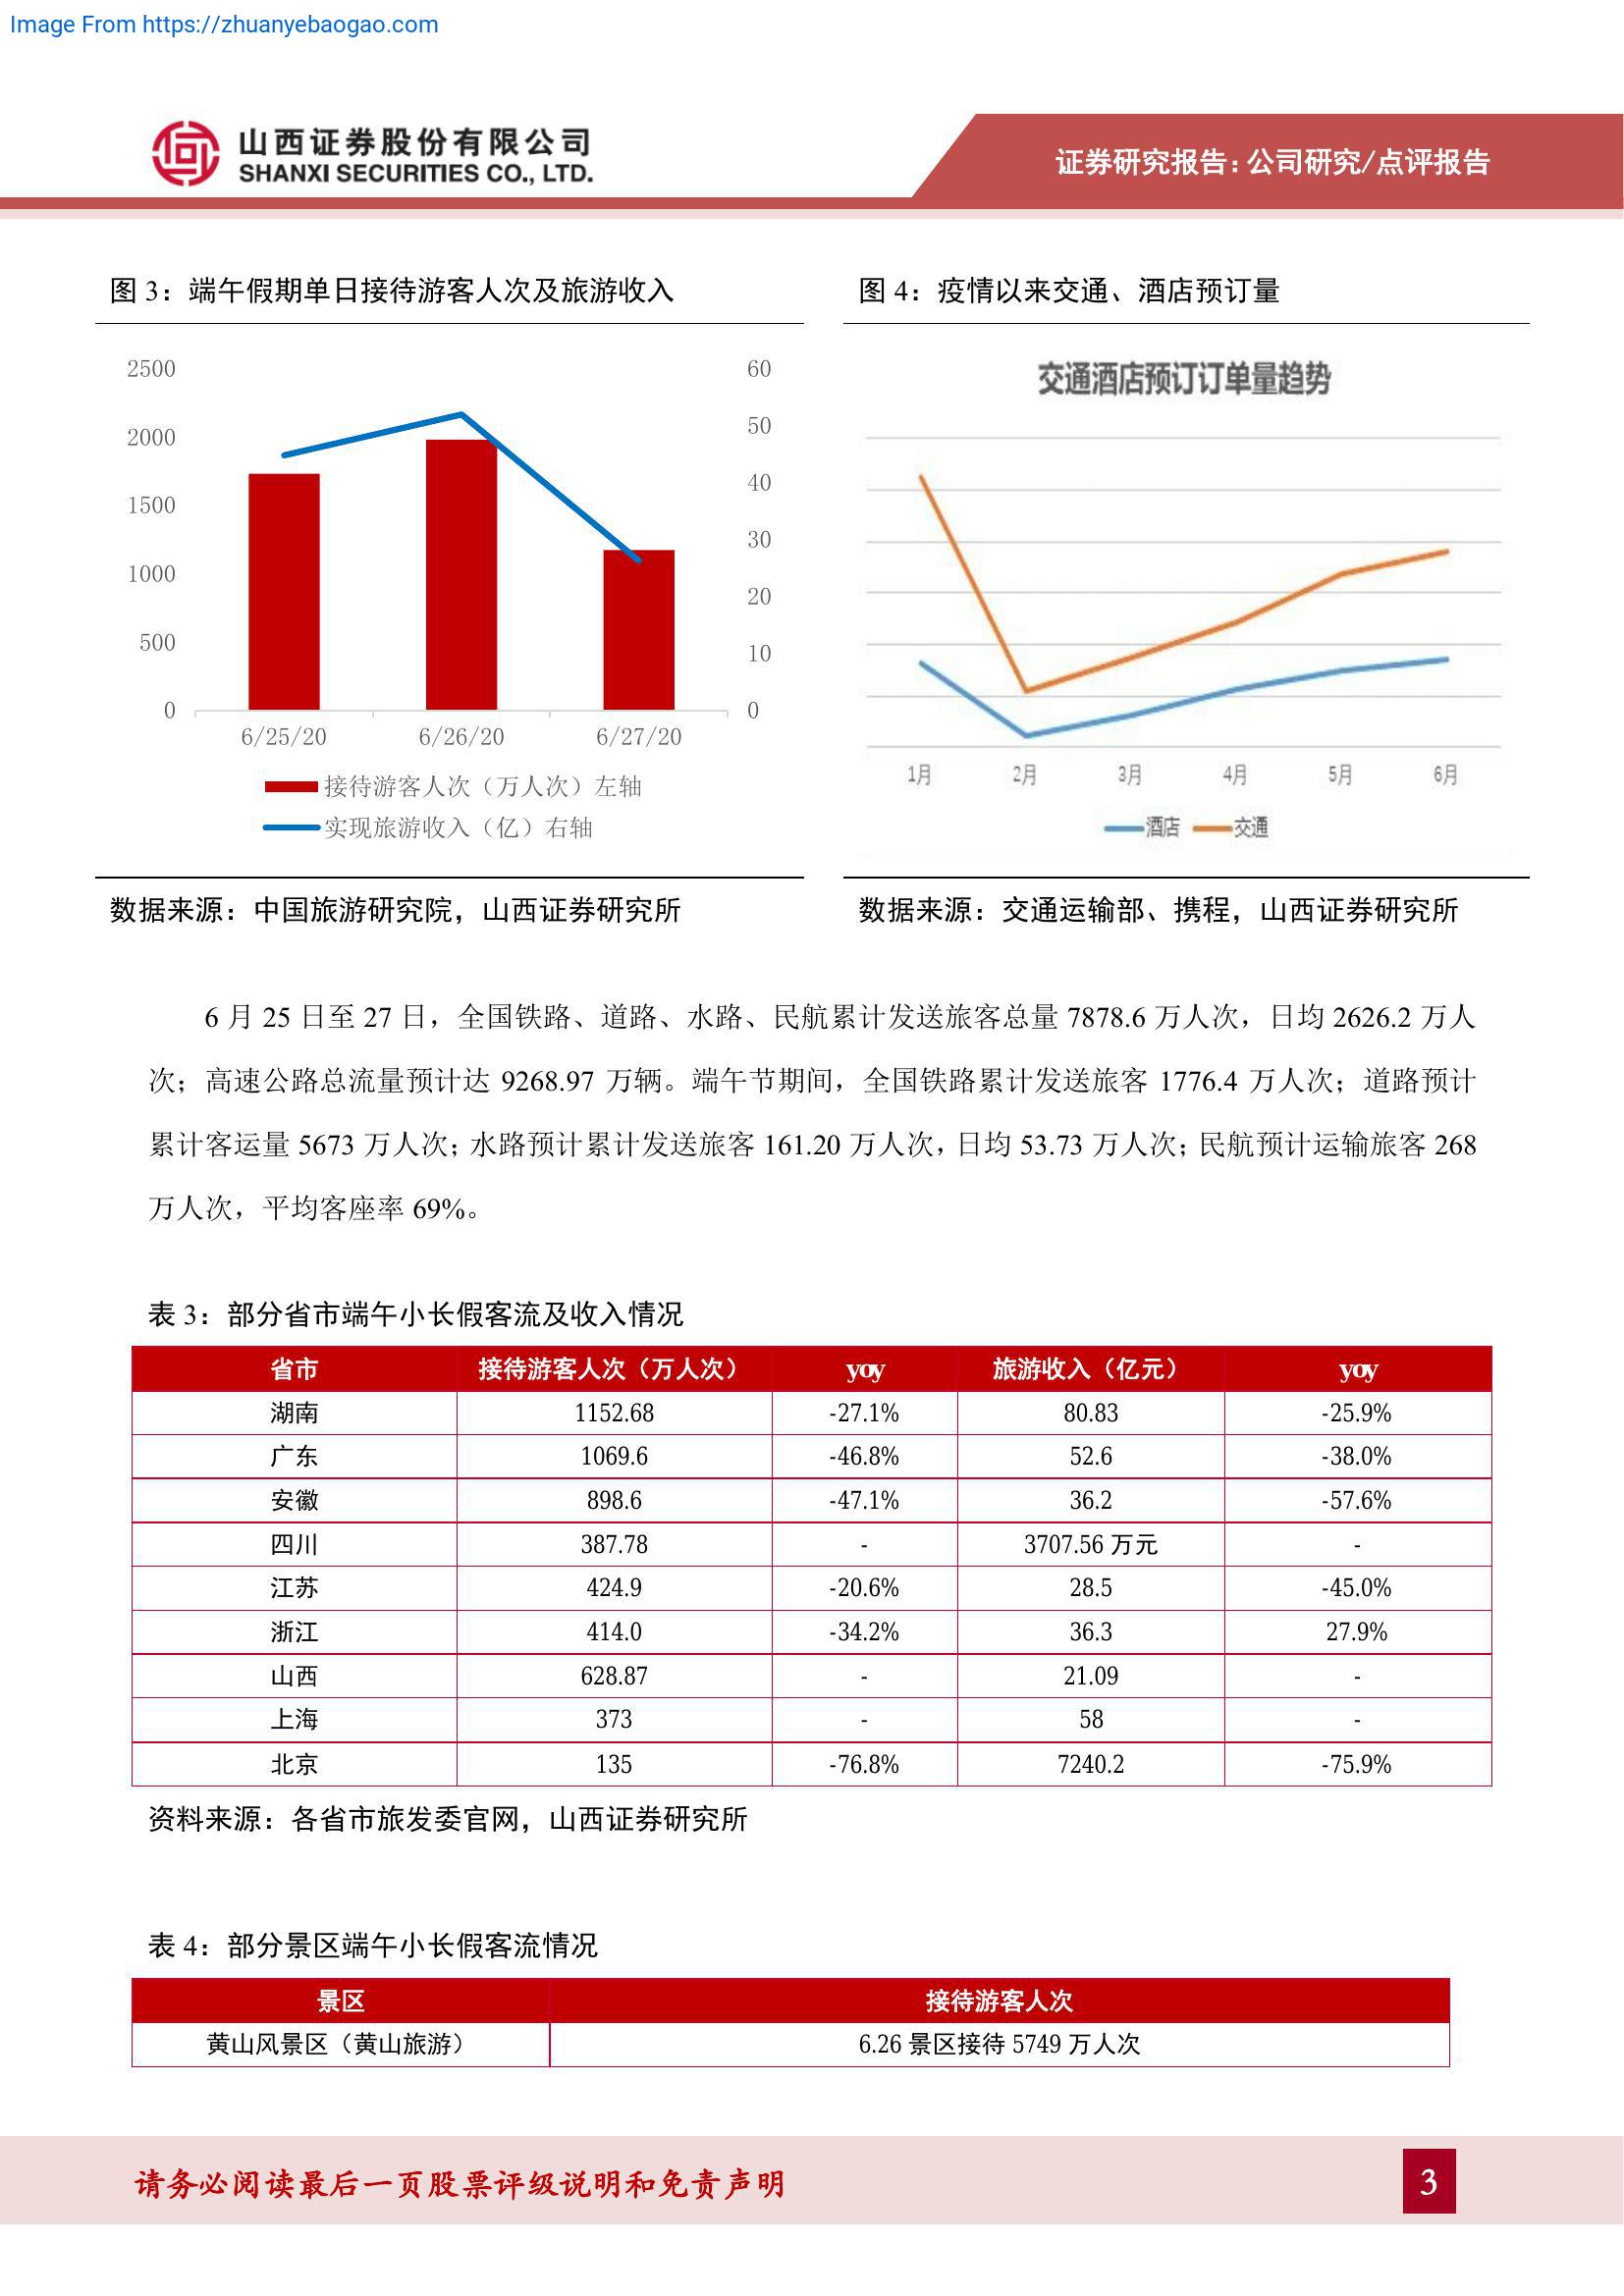 Image From https://zhuanyebaogao.com
山西证券股份有限公司
SHANXI SECURITIES CO., LTD.
证券研究报告:公司研究/点评报告
图 3：端午假期单日接待游客人次及旅游收入
2500
2000
1500
1000
500
0
60
50
40
30
20
10
0
6/25/20 6/26/20 6/27/20
接待游客人次（万人次）左轴
实现旅游收入（亿）右轴
数据来源：中国旅游研究院，山西证券研究所
图 4：疫情以来交通、酒店预订量
交通酒店预订订单量趋势
1月 2月 3月 4月 5月 6月
酒店 交通
数据来源：交通运输部、携程，山西证券研究所
6 月 25 日至 27 日，全国铁路、道路、水路、民航累计发送旅客总量 7878.6 万人次，日均 2626.2 万人
次；高速公路总流量预计达 9268.97 万辆。端午节期间，全国铁路累计发送旅客 1776.4 万人次；道路预计
累计客运量 5673 万人次；水路预计累计发送旅客 161.20 万人次，日均 53.73 万人次；民航预计运输旅客 268
万人次，平均客座率 69%。
表 3：部分省市端午小长假客流及收入情况
省市 接待游客人次（万人次） yoy 旅游收入（亿元） yoy
湖南 1152.68 -27.1% 80.83 -25.9%
广东 1069.6 -46.8% 52.6 -38.0%
安徽 898.6 -47.1% 36.2 -57.6%
四川 387.78 - 3707.56 万元 -
江苏 424.9 -20.6% 28.5 -45.0%
浙江 414.0 -34.2% 36.3 27.9%
山西 628.87 - 21.09 -
上海 373 - 58 -
北京 135 -76.8% 7240.2 -75.9%
资料来源：各省市旅发委官网，山西证券研究所
表 4：部分景区端午小长假客流情况
景区 接待游客人次
黄山风景区（黄山旅游） 6.26 景区接待 5749 万人次
请务必阅读最后一页股票评级说明和免责声明
3